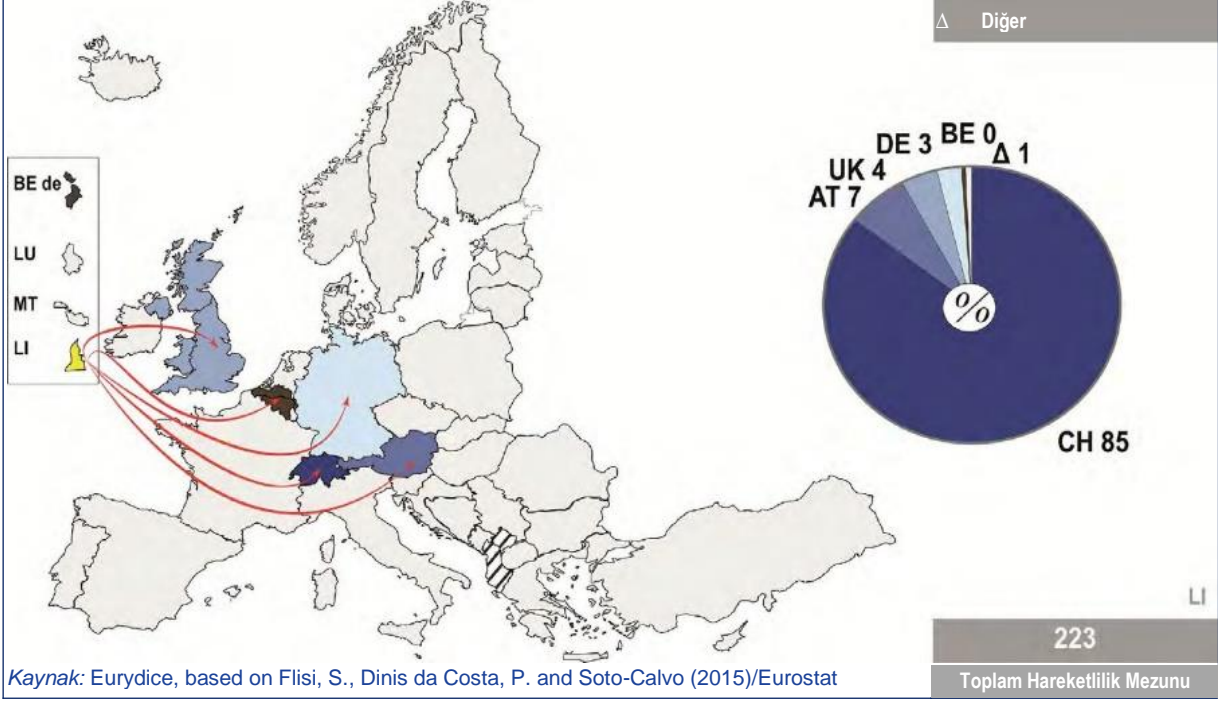 Δ Diğer
BE de
LU
MT
LI
BE 0
DE 3
Δ 1
UK 4
AT 7
%
CH 85
LI
223
Kaynak: Eurydice, based on Flisi, S., Dinis da Costa, P. and Soto-Calvo (2015)/Eurostat
Toplam Hareketlilik Mezunu